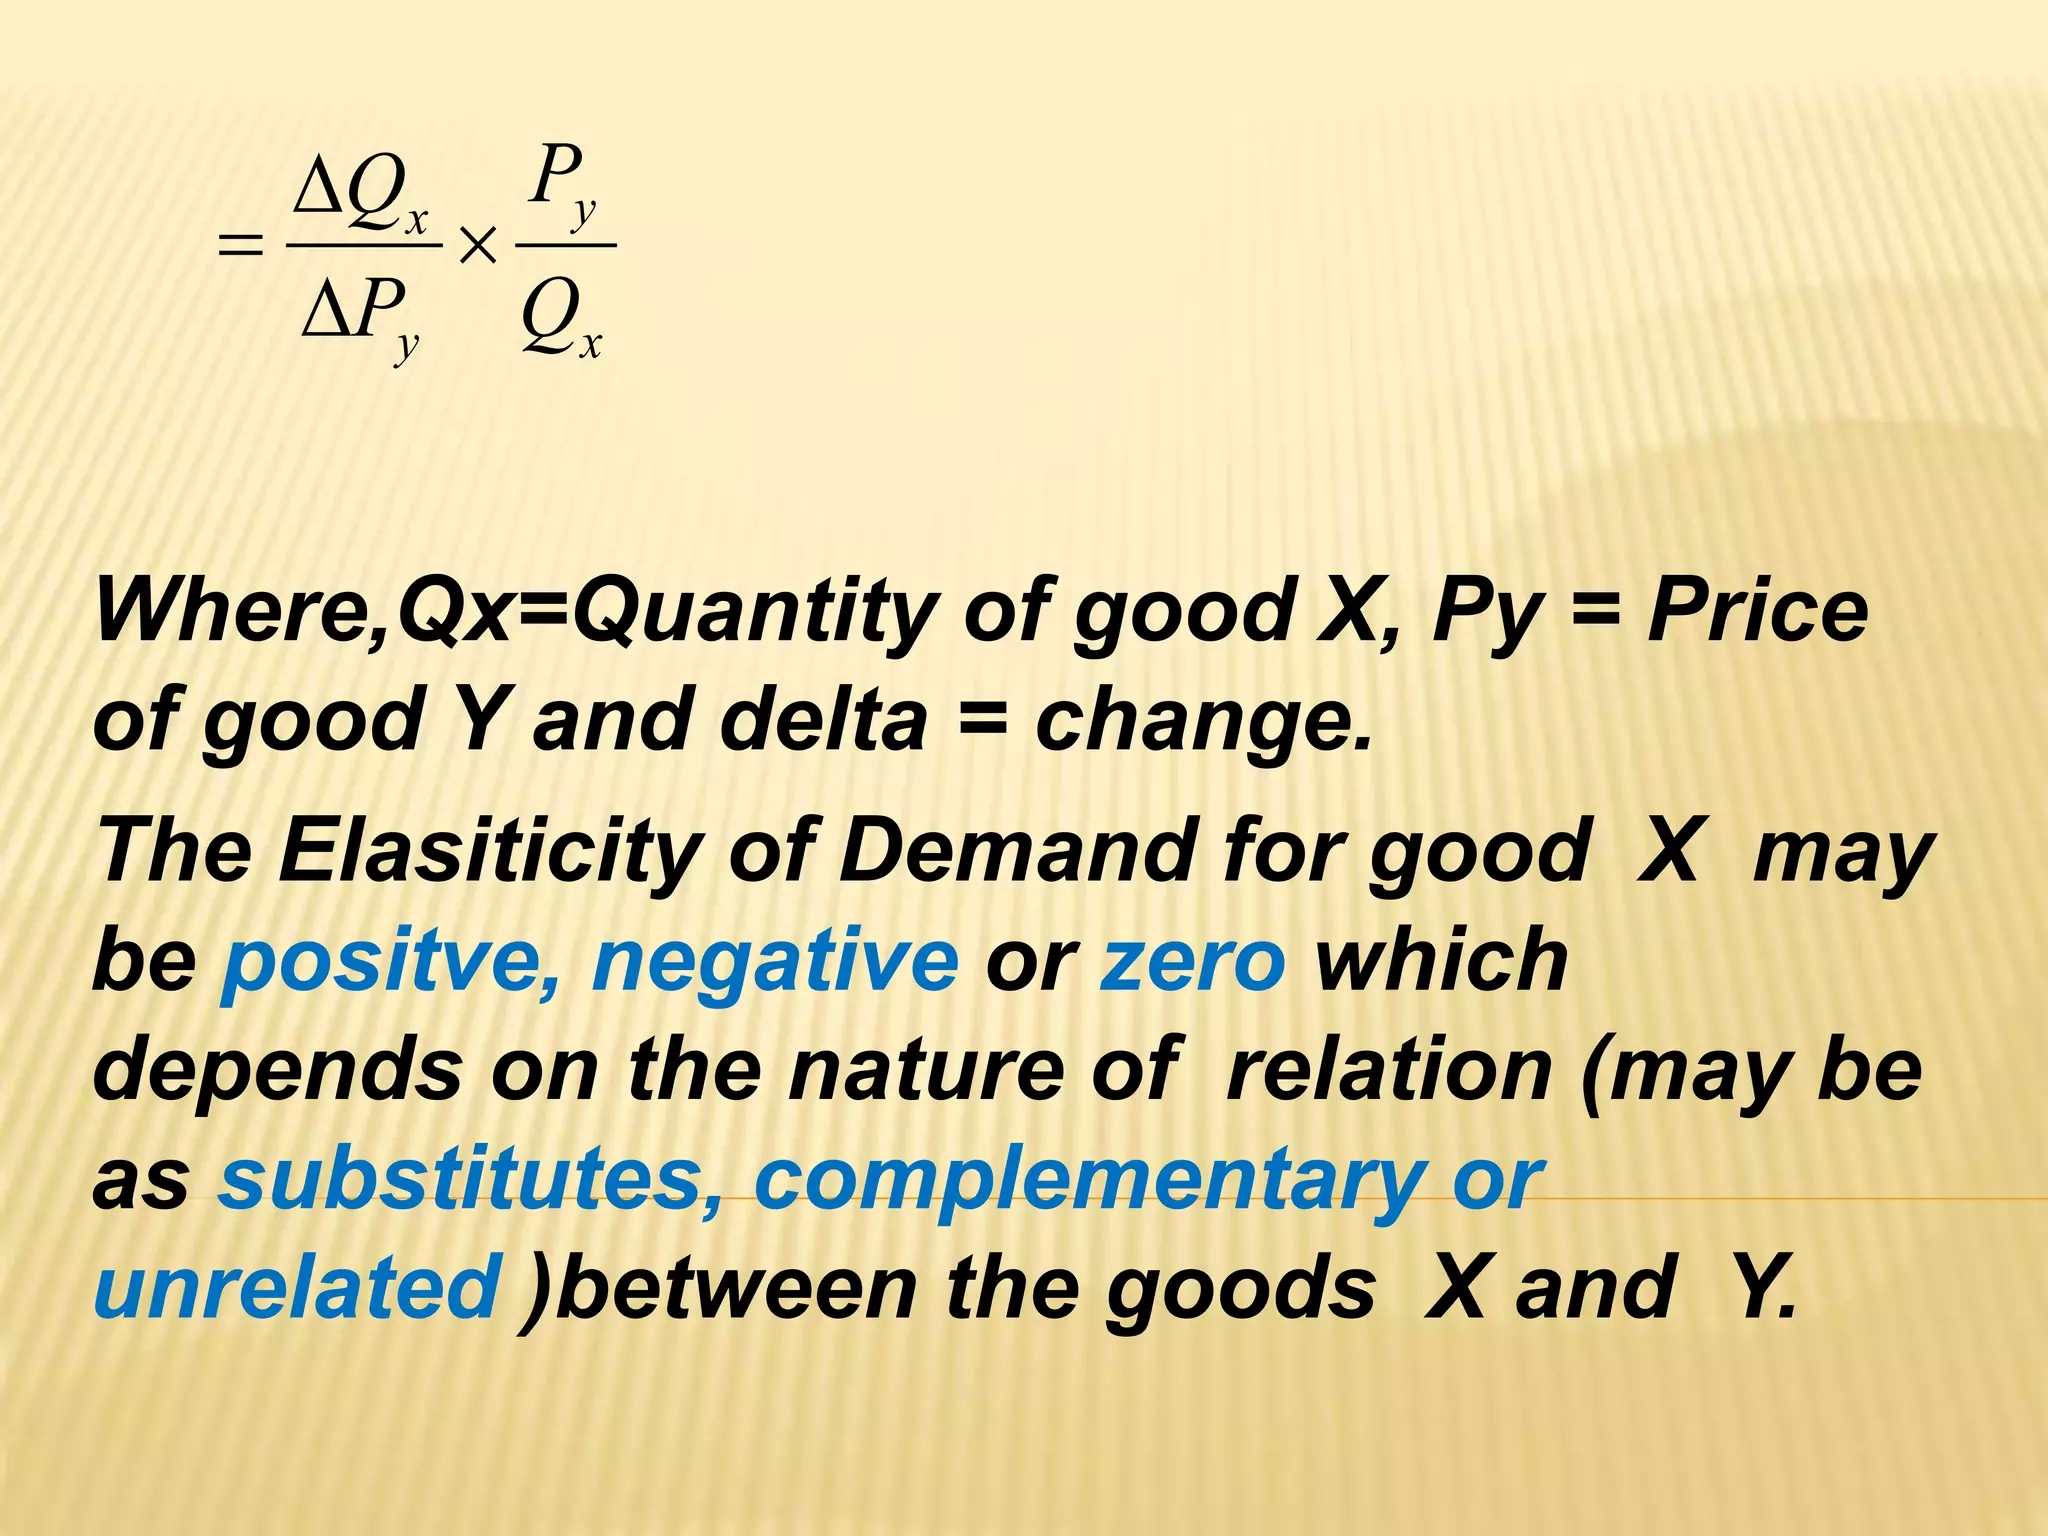 = ΔQx/ΔPy × Py/Qx
Where,Qx=Quantity of good X, Py = Price
of good Y and delta = change.
The Elasiticity of Demand for good X may
be positve, negative or zero which
depends on the nature of relation (may be
as substitutes, complementary or
unrelated )between the goods X and Y.